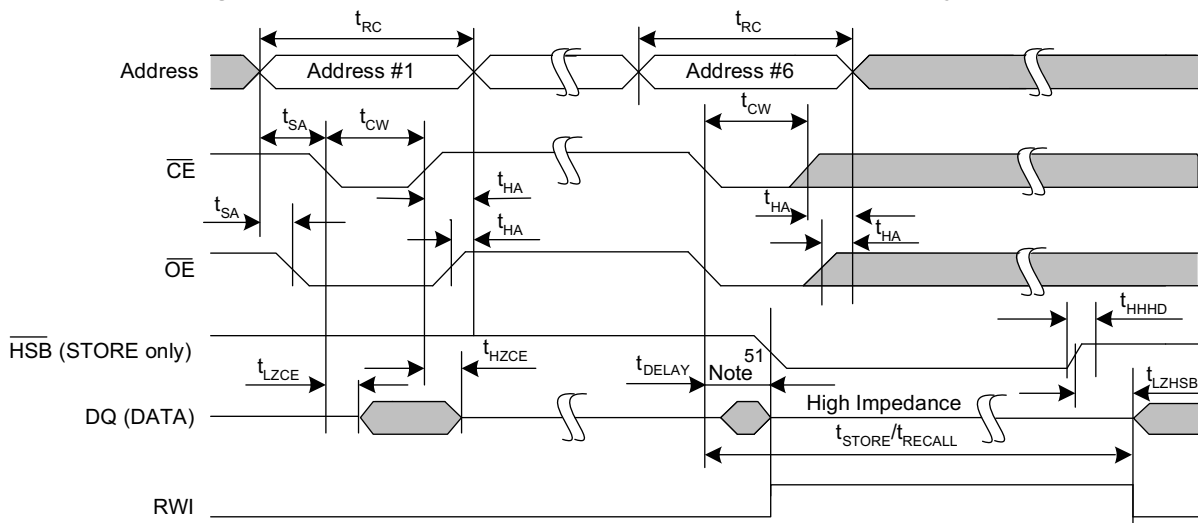 tRC tRC
Address Address #1 Address #6
tSA tCW tCW
CE
tHA tHA
tSA tHA tHA
OE
tHHHD
HSB (STORE only)
tLZCE tHZCE tDELAY Note 51 tLZHSB
DQ (DATA) High Impedance
tSTORE/tRECALL
RWI